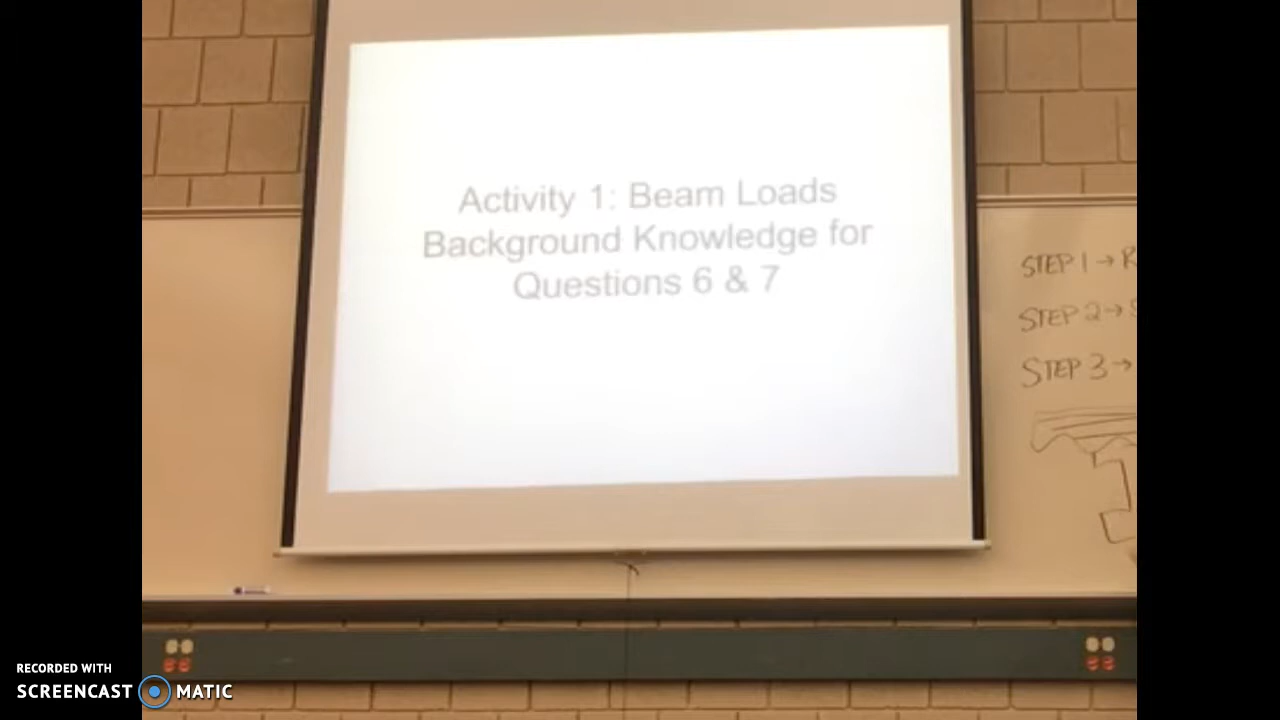 Activity 1: Beam Loads
Background Knowledge for
Questions 6 & 7
STEP 1 →
STEP 2 →
STEP 3 →
RECORDED WITH
SCREENCAST MATIC